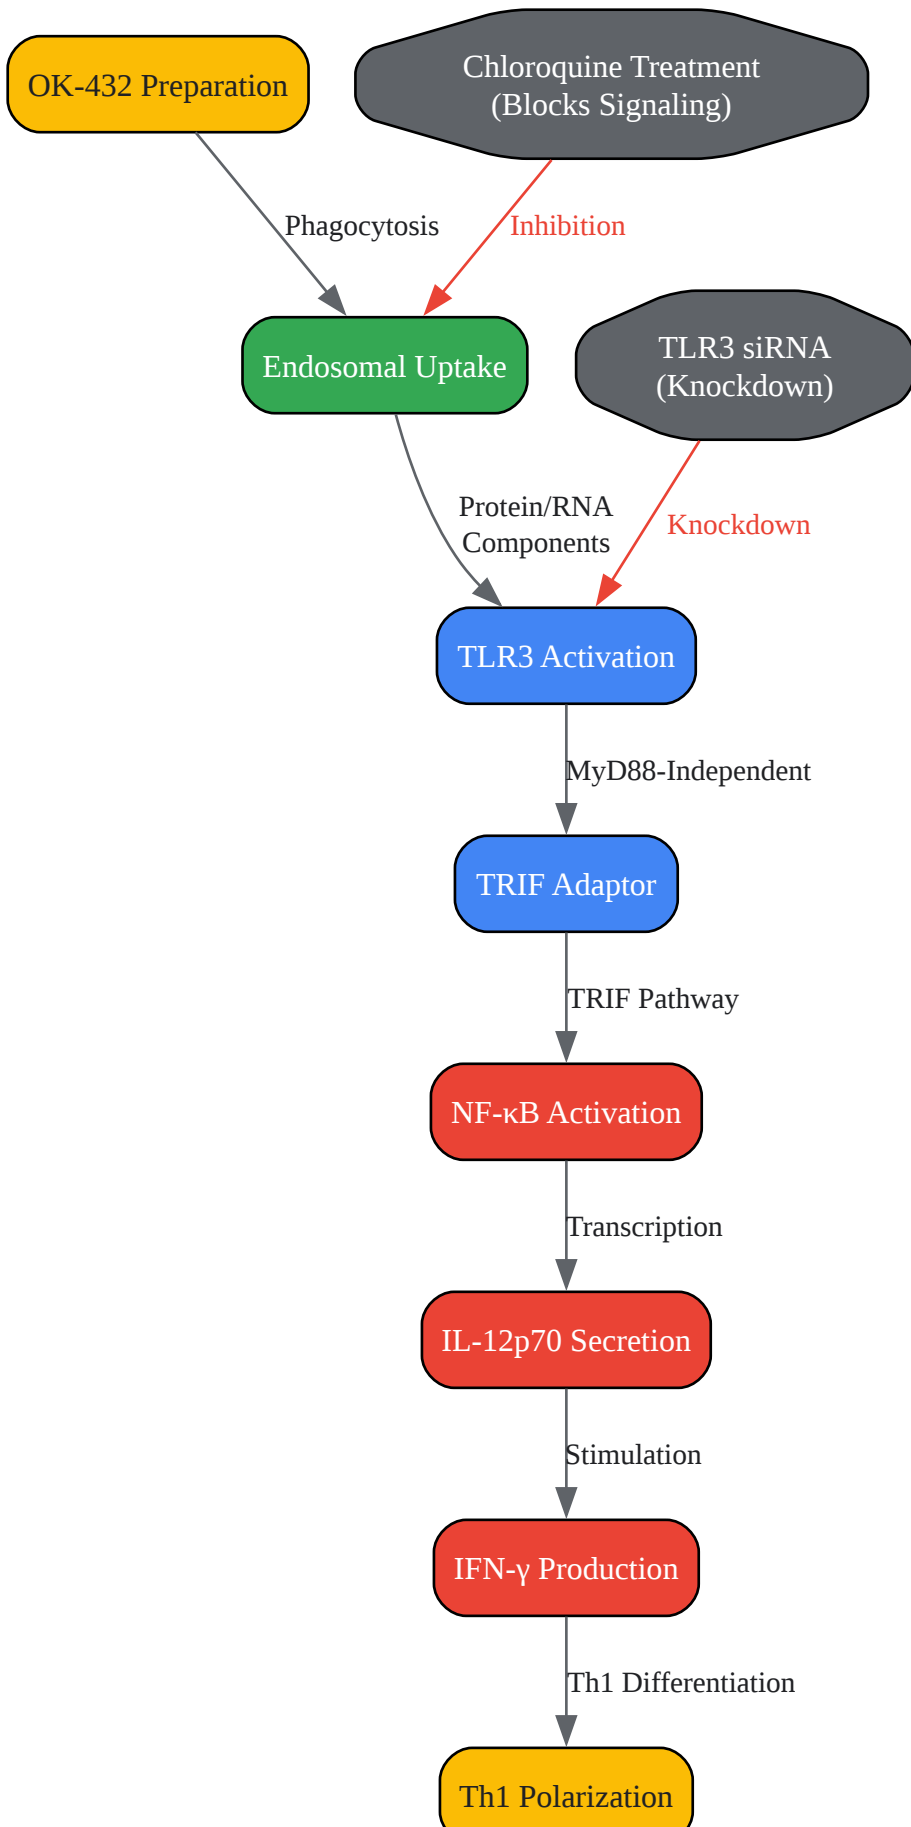 OK-432 Preparation
Chloroquine Treatment
(Blocks Signaling)
Phagocytosis
Inhibition
Endosomal Uptake
TLR3 siRNA
(Knockdown)
Protein/RNA
Components
Knockdown
TLR3 Activation
MyD88-Independent
TRIF Adaptor
TRIF Pathway
NF-κB Activation
Transcription
IL-12p70 Secretion
Stimulation
IFN-γ Production
Th1 Differentiation
Th1 Polarization